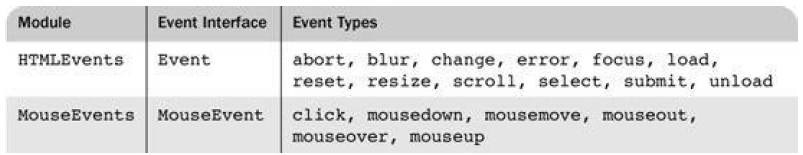 Module Event Interface Event Types
HTMLEvents Event abort, blur, change, error, focus, load,
reset, resize, scroll, select, submit, unload
MouseEvents MouseEvent click, mousedown, mousemove, mouseout,
mouseover, mouseup